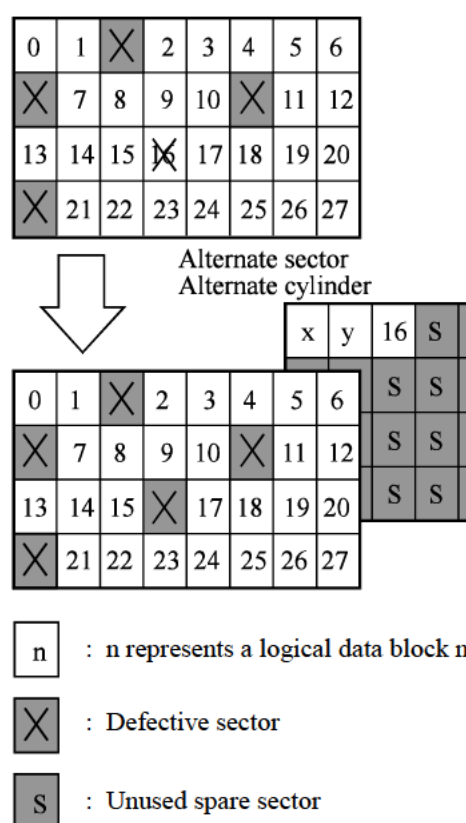 0 1 X 2 3 4 5 6
X 7 8 9 10 X 11 12
13 14 15 16 17 18 19 20
X 21 22 23 24 25 26 27
Alternate sector
Alternate cylinder
x y 16 S
S S
S S
S S
0 1 X 2 3 4 5 6
X 7 8 9 10 X 11 12
13 14 15 X 17 18 19 20
X 21 22 23 24 25 26 27
n : n represents a logical data block n
X : Defective sector
S : Unused spare sector